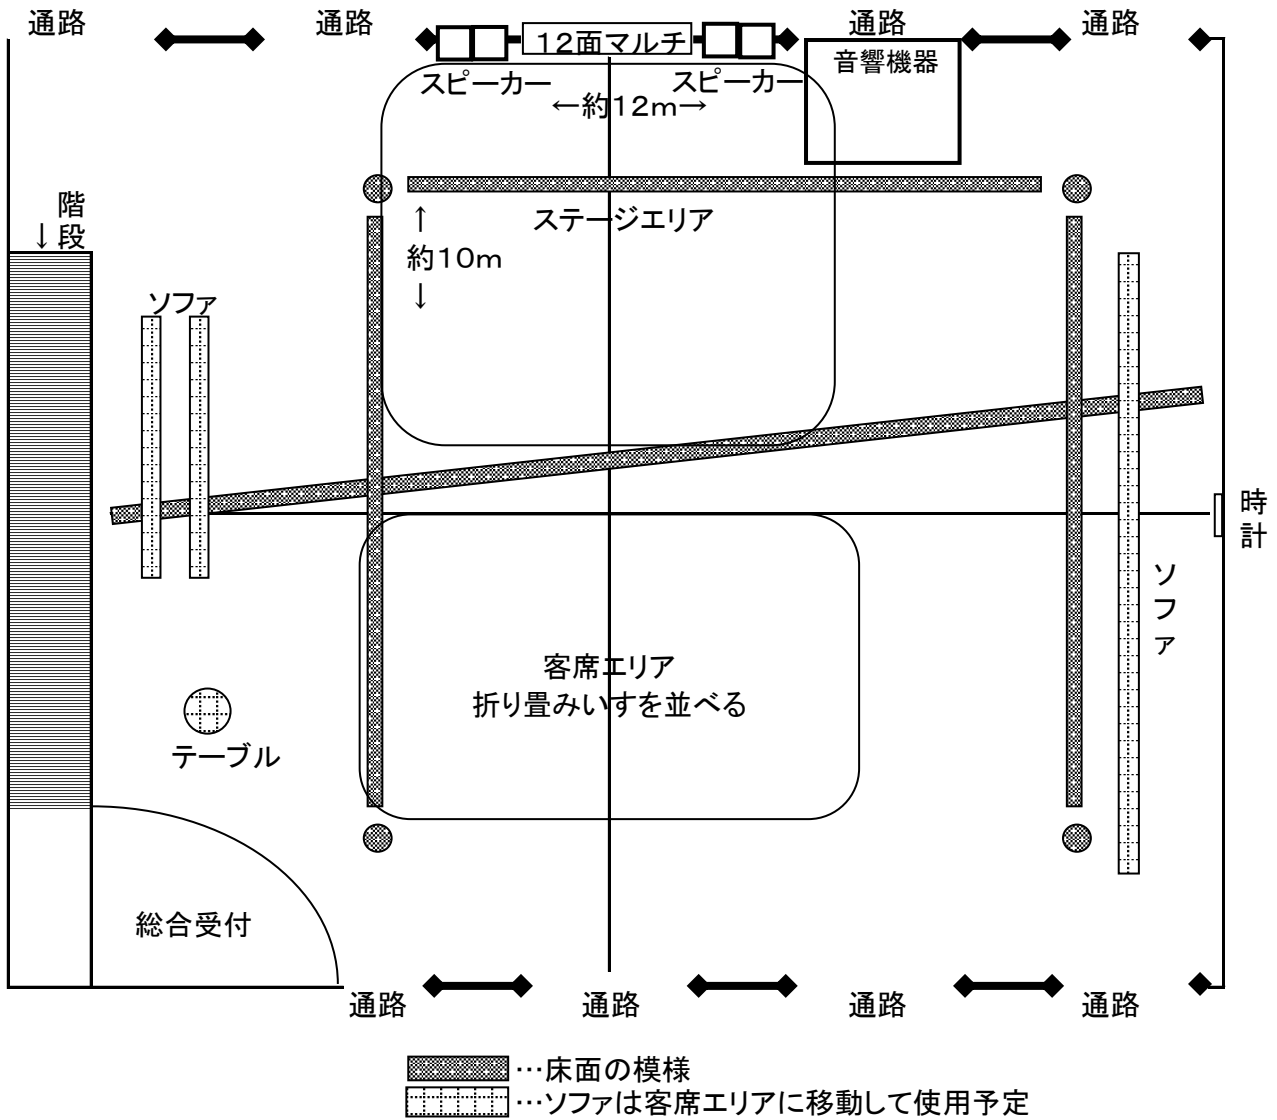 通路
通路
通路
通路
12面マルチ
スピーカー
スピーカー
音響機器
←約12m→
階段
↓
ステージエリア
↑
約10m
↓
ソファ
時計
ソファ
客席エリア
折り畳みいすを並べる
テーブル
総合受付
通路
通路
通路
通路
…床面の模様
…ソファは客席エリアに移動して使用予定